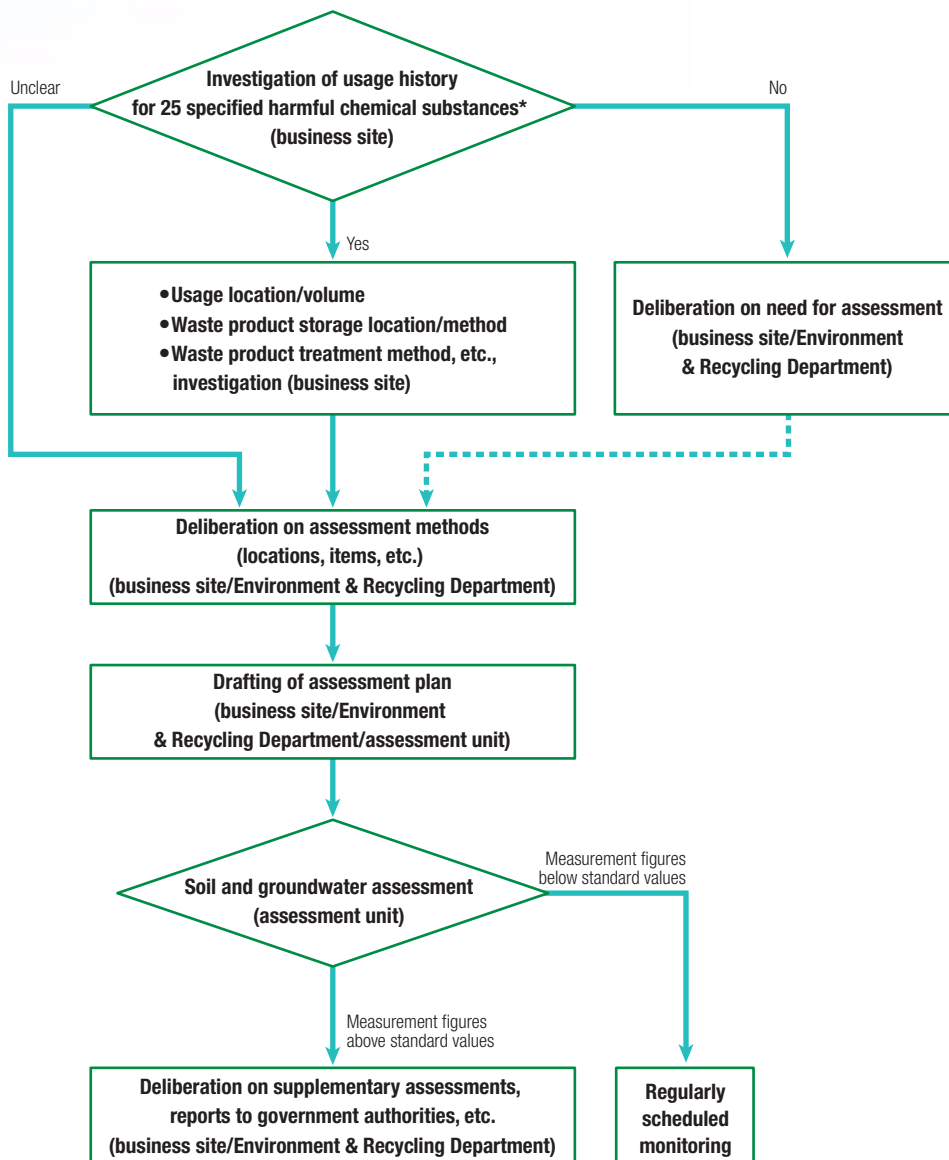 Investigation of usage history
for 25 specified harmful chemical substances*
(business site)
Unclear
No
Yes
•Usage location/volume
•Waste product storage location/method
•Waste product treatment method, etc.,
investigation (business site)
Deliberation on need for assessment
(business site/Environment
& Recycling Department)
Deliberation on assessment methods
(locations, items, etc.)
(business site/Environment & Recycling Department)
Drafting of assessment plan
(business site/Environment
& Recycling Department/assessment unit)
Soil and groundwater assessment
(assessment unit)
Measurement figures
below standard values
Measurement figures
above standard values
Deliberation on supplementary assessments,
reports to government authorities, etc.
(business site/Environment & Recycling Department)
Regularly
scheduled
monitoring